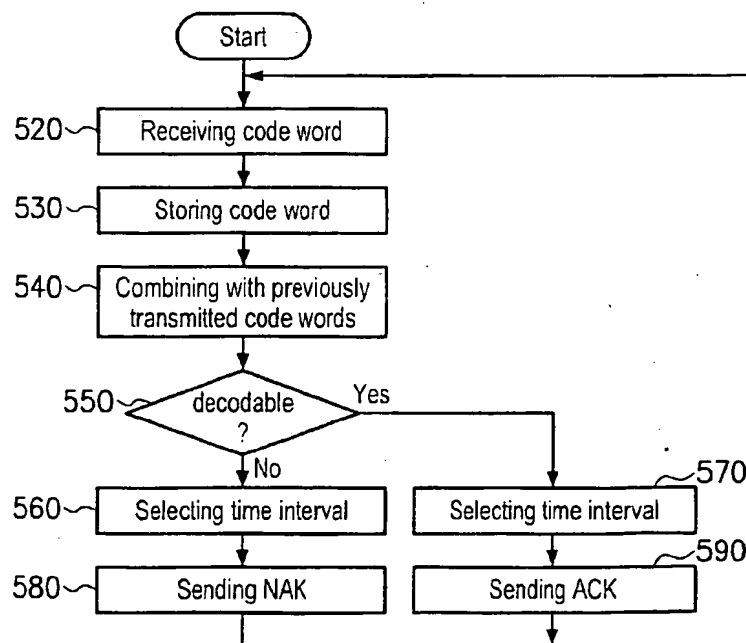 Start
520
Receiving code word
530
Storing code word
540
Combining with previously
transmitted code words
550
decodable
?
Yes
No
560
Selecting time interval
570
Selecting time interval
580
Sending NAK
590
Sending ACK